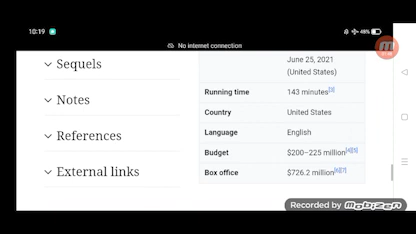 10:19
48%
No internet connection
Sequels
Notes
References
External links
June 25, 2021
(United States)
Running time 143 minutes[3]
Country United States
Language English
Budget $200–225 million[4][5]
Box office $726.2 million[6][7]
Recorded by mobizen